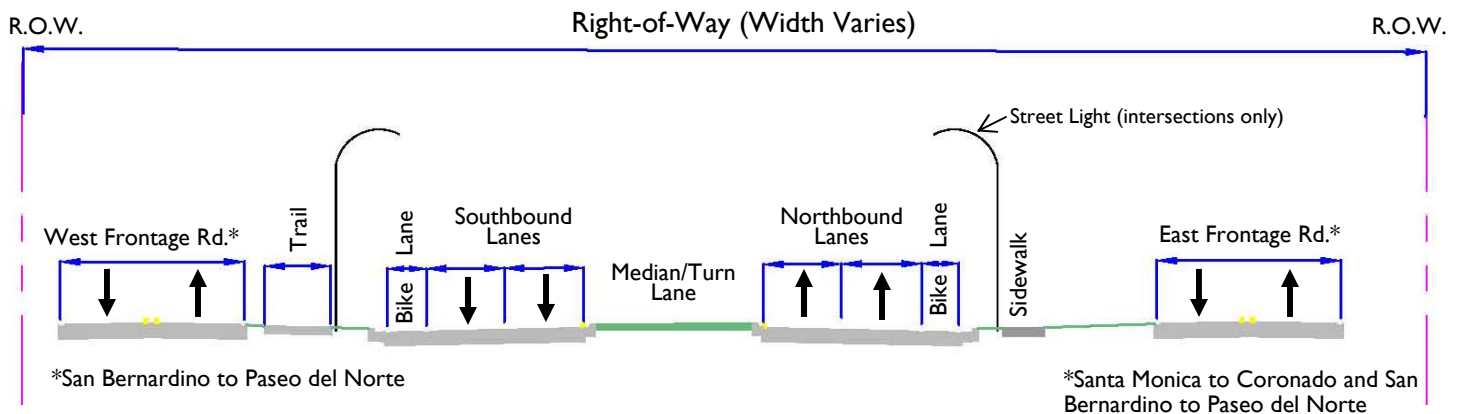 R.O.W.
Right-of-Way (Width Varies)
R.O.W.
Street Light (intersections only)
West Frontage Rd.*
Trail
Bike Lane
Southbound
Lanes
Median/Turn
Lane
Northbound
Lanes
Bike Lane
Sidewalk
East Frontage Rd.*
*San Bernardino to Paseo del Norte
*Santa Monica to Coronado and San
Bernardino to Paseo del Norte